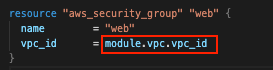 resource "aws_security_group" "web" {
  name        = "web"
  vpc_id      = module.vpc.vpc_id
}